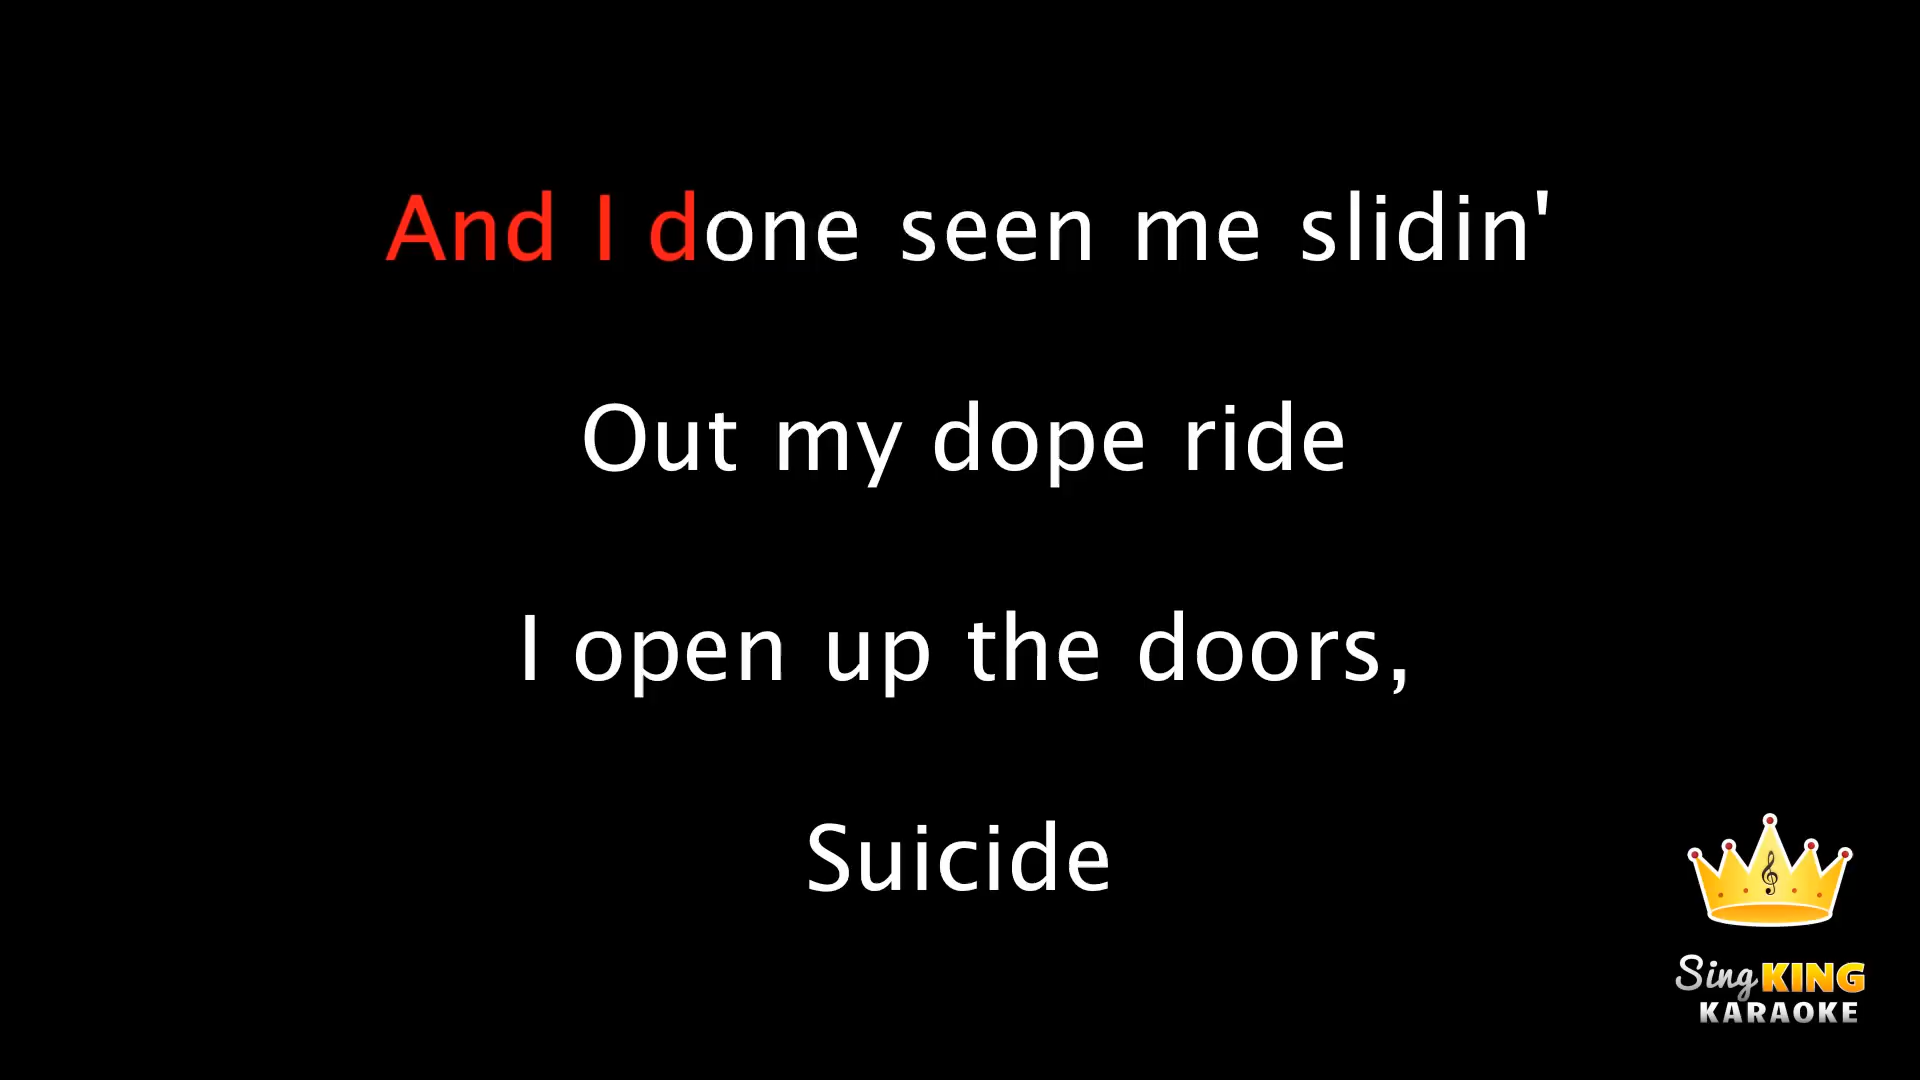 And I done seen me slidin'
Out my dope ride
I open up the doors,
Suicide
Sing KING
KARAOKE